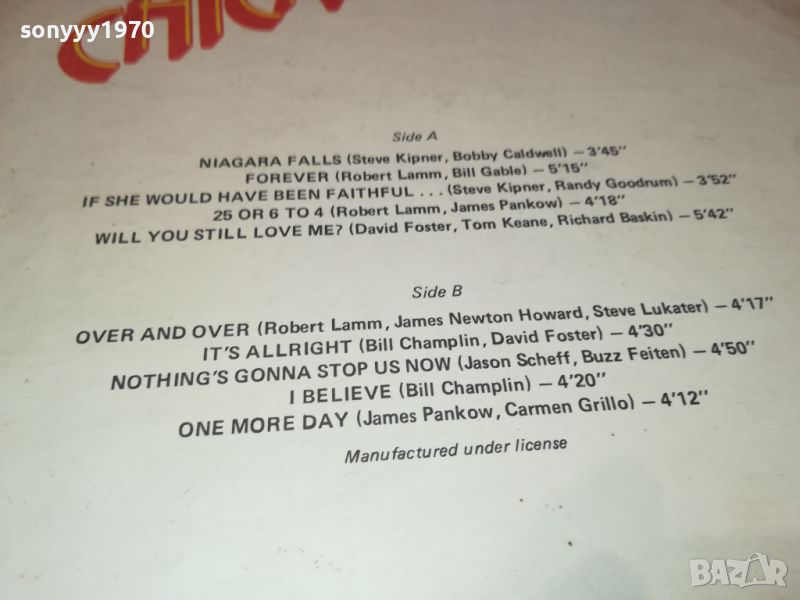 sonyyy1970
CHICA
Side A
NIAGARA FALLS (Steve Kipner, Bobby Caldwell) – 3'45"
FOREVER (Robert Lamm, Bill Gable) – 5'15"
IF SHE WOULD HAVE BEEN FAITHFUL . . . (Steve Kipner, Randy Goodrum) – 3'52"
25 OR 6 TO 4 (Robert Lamm, James Pankow) – 4'18"
WILL YOU STILL LOVE ME? (David Foster, Tom Keane, Richard Baskin) – 5'42"
Side B
OVER AND OVER (Robert Lamm, James Newton Howard, Steve Lukater) – 4'17"
IT'S ALLRIGHT (Bill Champlin, David Foster) – 4'30"
NOTHING'S GONNA STOP US NOW (Jason Scheff, Buzz Feiten) – 4'50"
I BELIEVE (Bill Champlin) – 4'20"
ONE MORE DAY (James Pankow, Carmen Grillo) – 4'12"
Manufactured under license
BAZAR